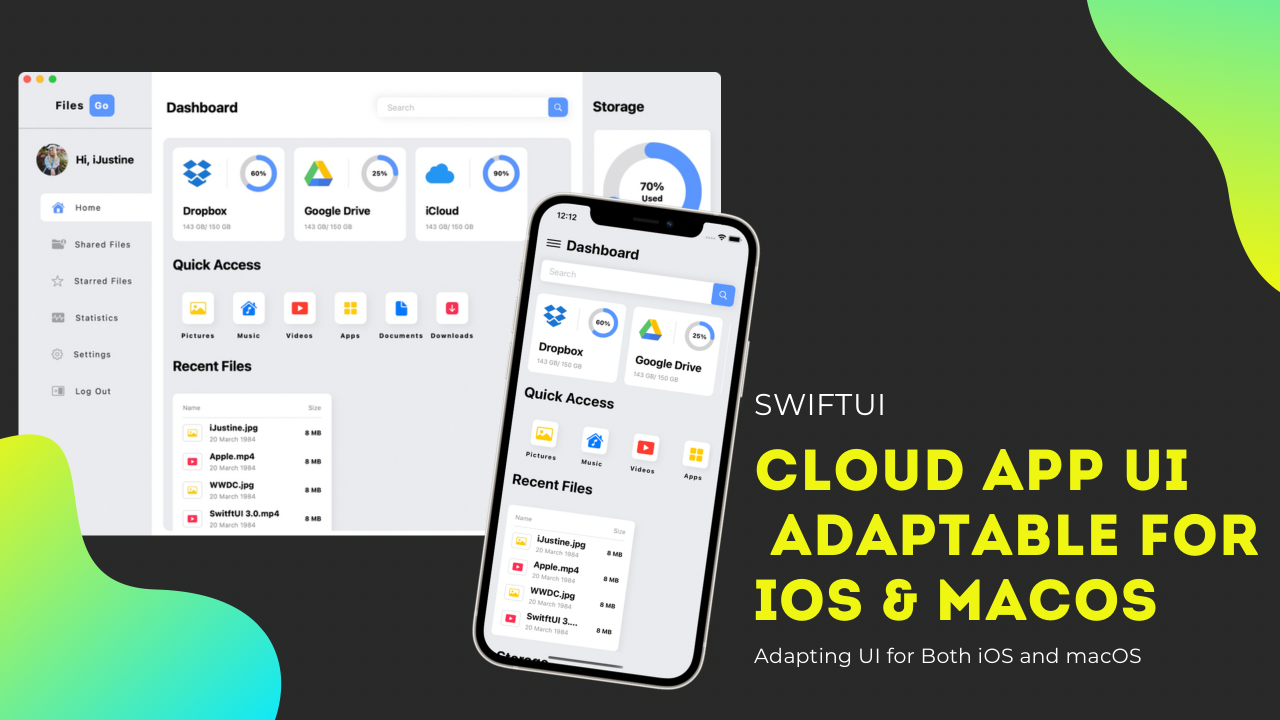 Files Go
Hi, iJustine
Home
Shared Files
Starred Files
Statistics
Settings
Log Out
Dashboard
Search
60%
Dropbox
143 GB/ 150 GB
25%
Google Drive
143 GB/ 150 GB
90%
iCloud
143 GB/ 150 GB
Quick Access
Pictures Music Videos Apps Documents Downloads
Recent Files
Name Size
iJustine.jpg
20 March 1984
8 MB
Apple.mp4
20 March 1984
8 MB
WWDC.jpg
20 March 1984
8 MB
SwitftUI 3.0.mp4
20 March 1984
8 MB
Storage
70%
Used
12:12
Dashboard
Search
60%
Dropbox
143 GB/ 150 GB
25%
Google Drive
143 GB/ 150 GB
Quick Access
Pictures Music Videos Apps
Recent Files
Name Size
iJustine.jpg
20 March 1984
8 MB
Apple.mp4
20 March 1984
8 MB
WWDC.jpg
20 March 1984
8 MB
SwitftUI 3....
20 March 1984
8 MB
Storage
SWIFTUI
CLOUD APP UI
ADAPTABLE FOR
IOS & MACOS
Adapting UI for Both iOS and macOS